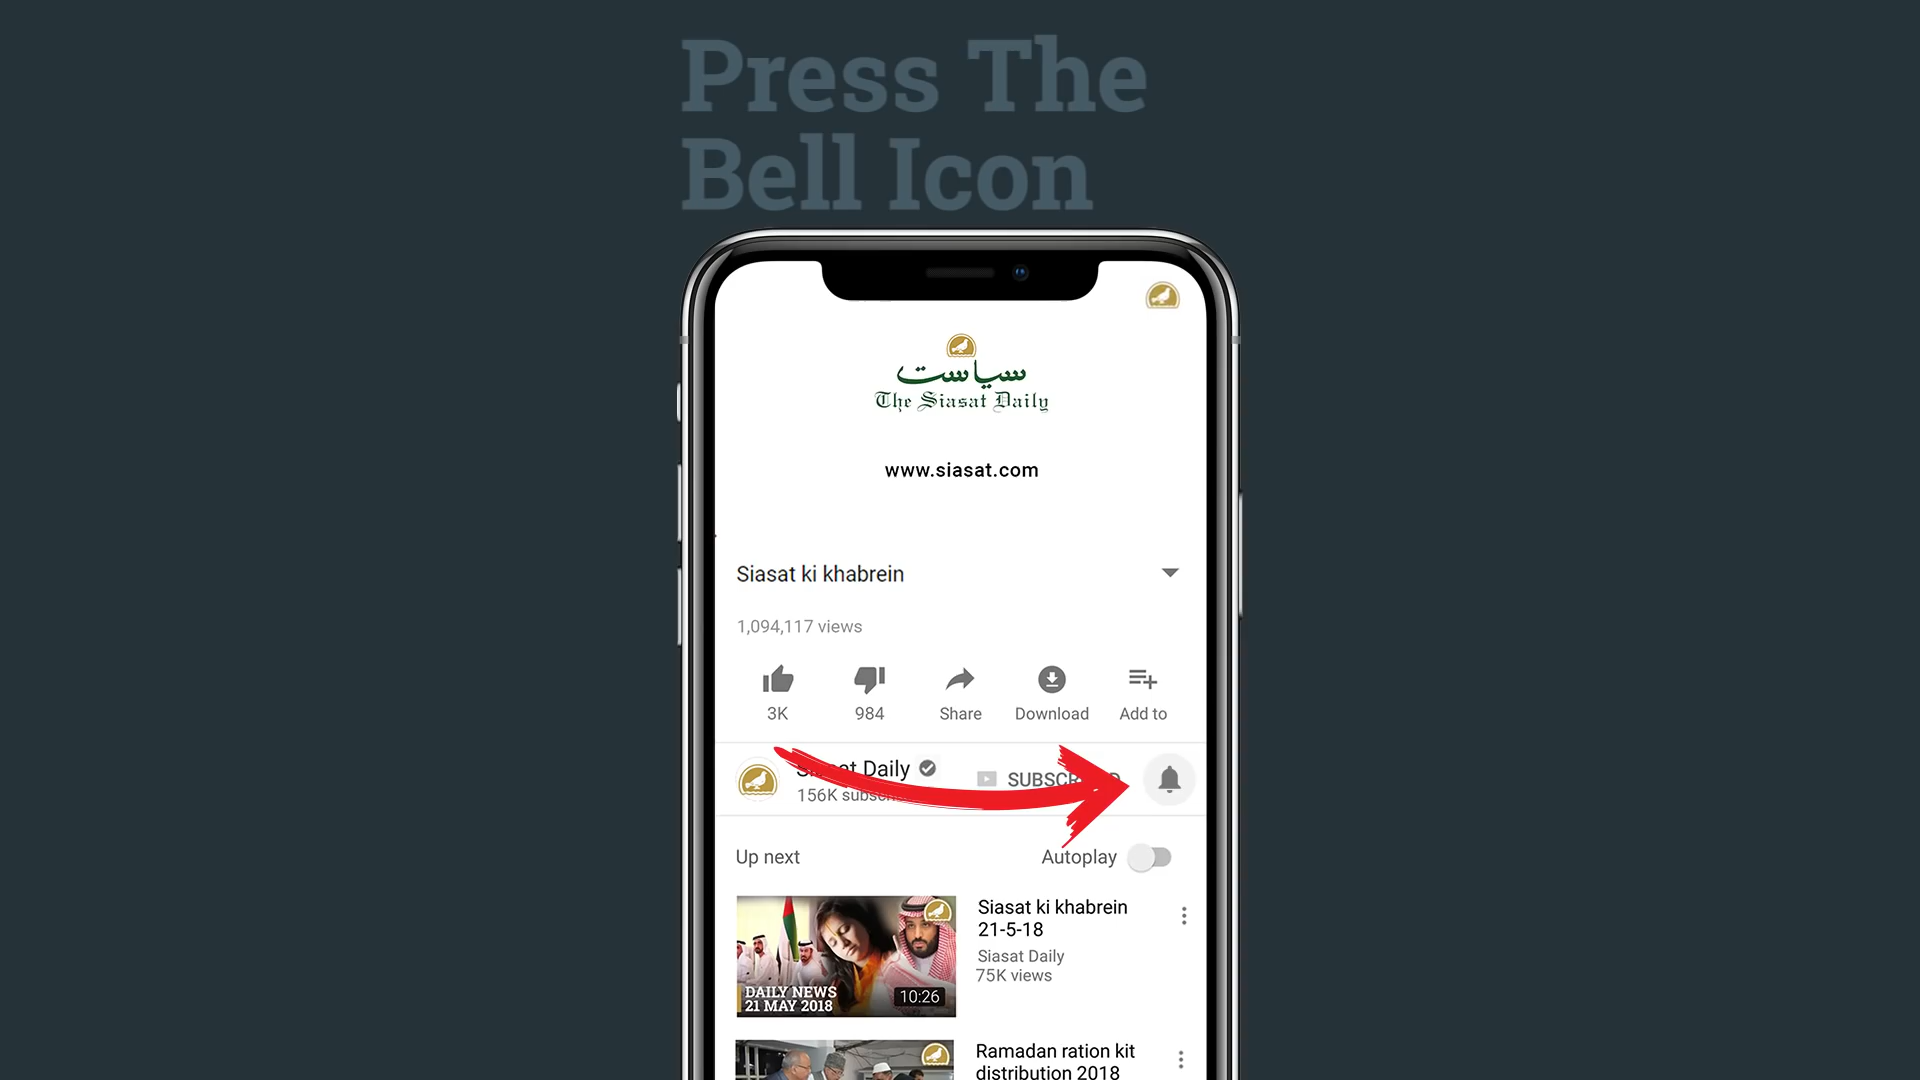 Press The
Bell Icon
سیاست
The Siasat Daily
www.siasat.com
Siasat ki khabrein
1,094,117 views
3K
984
Share
Download
Add to
Daily
156K
Up next
Autoplay
Siasat ki khabrein
21-5-18
Siasat Daily
75K views
DAILY NEWS
21 MAY 2018
10:26
Ramadan ration kit
distribution 2018